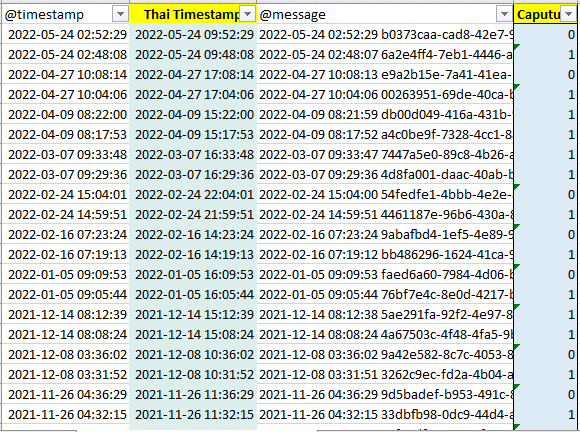 @timestamp Thai Timestamp @message Caputu
2022-05-24 02:52:29 2022-05-24 09:52:29 2022-05-24 02:52:29 b0373caa-cad8-42e7-9 0
2022-05-24 02:48:08 2022-05-24 09:48:08 2022-05-24 02:48:07 6a2e4ff4-7eb1-4446-a 1
2022-04-27 10:08:14 2022-04-27 17:08:14 2022-04-27 10:08:13 e9a2b15e-7a41-41ea- 0
2022-04-27 10:04:06 2022-04-27 17:04:06 2022-04-27 10:04:06 00263951-69de-40ca-b 1
2022-04-09 08:22:00 2022-04-09 15:22:00 2022-04-09 08:21:59 db00d049-416a-431b- 1
2022-04-09 08:17:53 2022-04-09 15:17:53 2022-04-09 08:17:52 a4c0be9f-7328-4cc1-8 1
2022-03-07 09:33:48 2022-03-07 16:33:48 2022-03-07 09:33:47 7447a5e0-89c8-4b26-a 1
2022-03-07 09:29:36 2022-03-07 16:29:36 2022-03-07 09:29:36 4d8fa001-daac-40ab-b 1
2022-02-24 15:04:01 2022-02-24 22:04:01 2022-02-24 15:04:00 54fedfe1-4bbb-4e2e- 0
2022-02-24 14:59:51 2022-02-24 21:59:51 2022-02-24 14:59:51 4461187e-96b6-430a-8 1
2022-02-16 07:23:24 2022-02-16 14:23:24 2022-02-16 07:23:24 9abafbd4-1ef5-4e89-9 0
2022-02-16 07:19:13 2022-02-16 14:19:13 2022-02-16 07:19:12 bb486296-1624-41ca-9 1
2022-01-05 09:09:53 2022-01-05 16:09:53 2022-01-05 09:09:53 faed6a60-7984-4d06-b 0
2022-01-05 09:05:44 2022-01-05 16:05:44 2022-01-05 09:05:44 76bf7e4c-8e0d-4217-b 1
2021-12-14 08:12:39 2021-12-14 15:12:39 2021-12-14 08:12:38 5ae291fa-92f2-4e97-8 1
2021-12-14 08:08:24 2021-12-14 15:08:24 2021-12-14 08:08:24 4a67503c-4f48-4fa5-9b 1
2021-12-08 03:36:02 2021-12-08 10:36:02 2021-12-08 03:36:02 9a42e582-8c7c-4053-8 0
2021-12-08 03:31:52 2021-12-08 10:31:52 2021-12-08 03:31:51 3262c9ec-fd2a-4b04-a 1
2021-11-26 04:36:29 2021-11-26 11:36:29 2021-11-26 04:36:29 9d5badef-b953-491c-8 0
2021-11-26 04:32:15 2021-11-26 11:32:15 2021-11-26 04:32:15 33dbfb98-0dc9-44d4-a 1